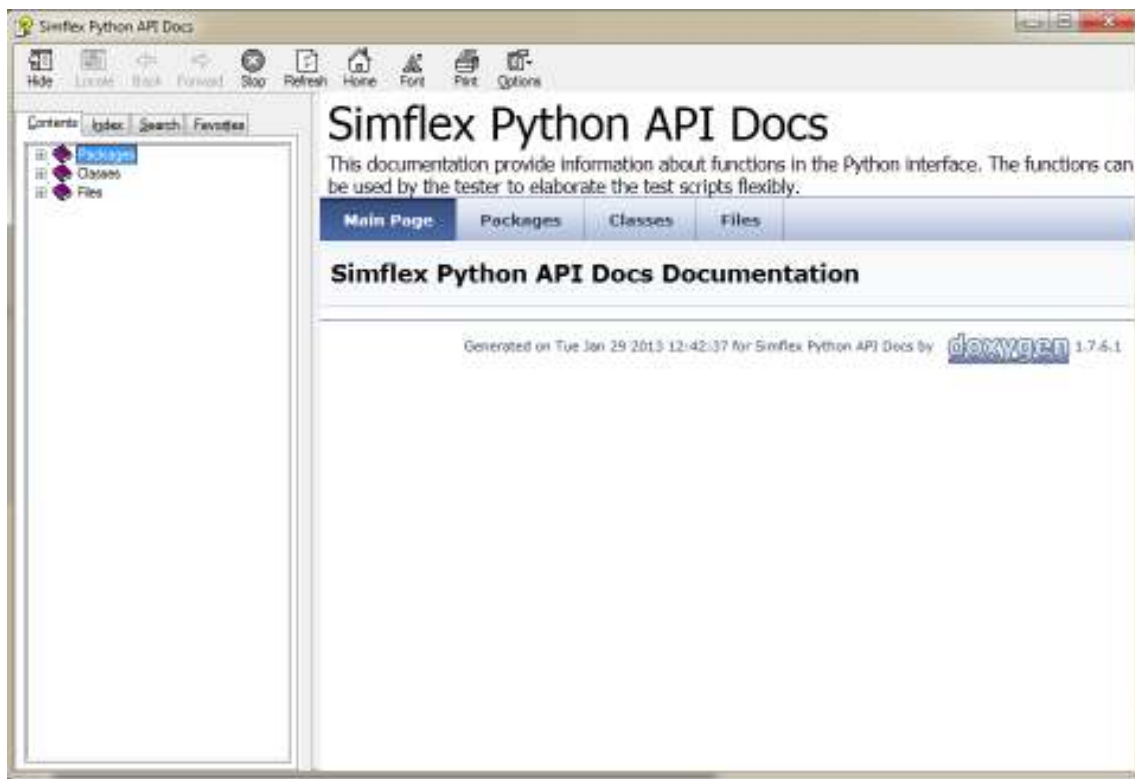 Simflex Python API Docs
Hide Locate Back Forward Stop Refresh Home Font Print Options
Contents Index Search Favorites
Packages
Classes
Files
Simflex Python API Docs
This documentation provide information about functions in the Python interface. The functions can
be used by the tester to elaborate the test scripts flexibly.
Main Page Packages Classes Files
Simflex Python API Docs Documentation
Generated on Tue Jan 29 2013 12:42:37 for Simflex Python API Docs by doxygen 1.7.6.1